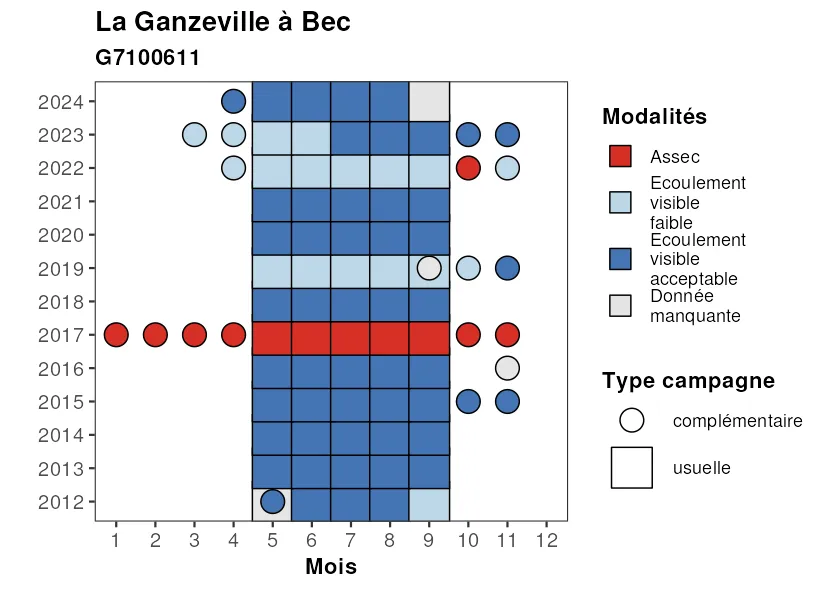 La Ganzeville à Bec
G7100611
2024
2023
2022
2021
2020
2019
2018
2017
2016
2015
2014
2013
2012
1 2 3 4 5 6 7 8 9 10 11 12
Mois
Modalités
Assec
Ecoulement
visible
faible
Ecoulement
visible
acceptable
Donnée
manquante
Type campagne
complémentaire
usuelle